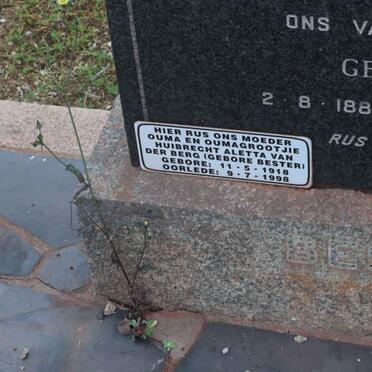 ONS VA
GE
2-8-188
RUS
HIER RUS ONS MOEDER
OUMA EN OUMAGROOTJIE
HUIBRECHT ALETTA VAN
DER BERG (GEBORE BESTER)
GEBORE: 11-5-1918
OORLEDE: 9-7-1998